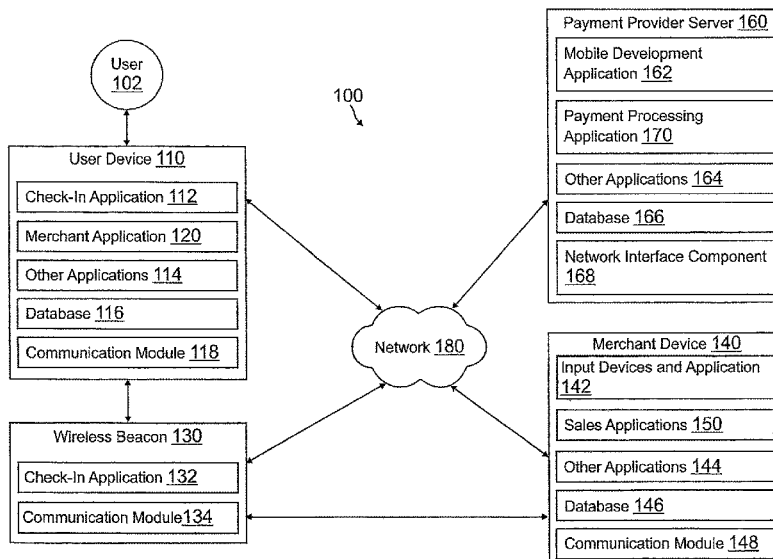 User
102
100
User Device 110
Check-In Application 112
Merchant Application 120
Other Applications 114
Database 116
Communication Module 118
Wireless Beacon 130
Check-In Application 132
Communication Module134
Network 180
Payment Provider Server 160
Mobile Development
Application 162
Payment Processing
Application 170
Other Applications 164
Database 166
Network Interface Component
168
Merchant Device 140
Input Devices and Application
142
Sales Applications 150
Other Applications 144
Database 146
Communication Module 148